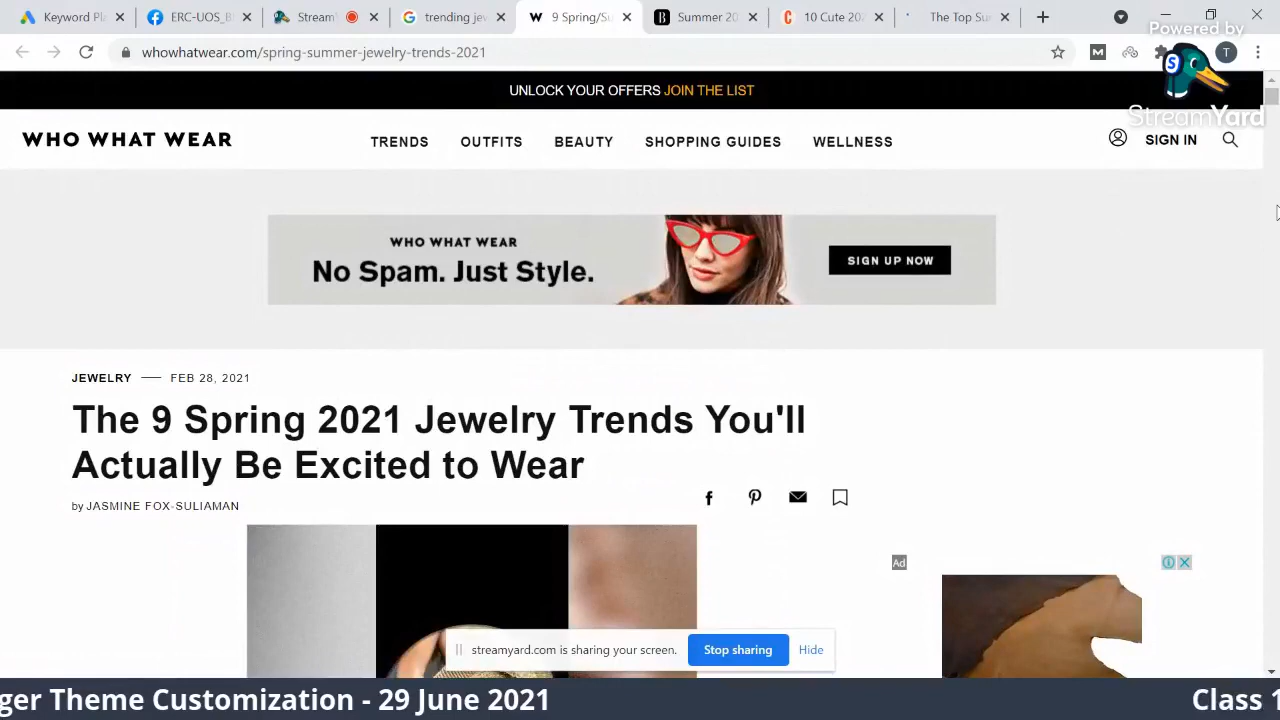 Keyword Pl
ERC-UOS_I
Stream
trending jew
9 Spring/Su
Summer 20
10 Cute 20
The Top Su
Powered by
whowhatwear.com/spring-summer-jewelry-trends-2021
M
T
S
StreamYard
UNLOCK YOUR OFFERS JOIN THE LIST
WHO WHAT WEAR
TRENDS
OUTFITS
BEAUTY
SHOPPING GUIDES
WELLNESS
SIGN IN
WHO WHAT WEAR
No Spam. Just Style.
SIGN UP NOW
JEWELRY — FEB 28, 2021
The 9 Spring 2021 Jewelry Trends You'll
Actually Be Excited to Wear
by JASMINE FOX-SULIAMAN
Ad
streamyard.com is sharing your screen.
Stop sharing
Hide
ger Theme Customization - 29 June 2021
Class 1